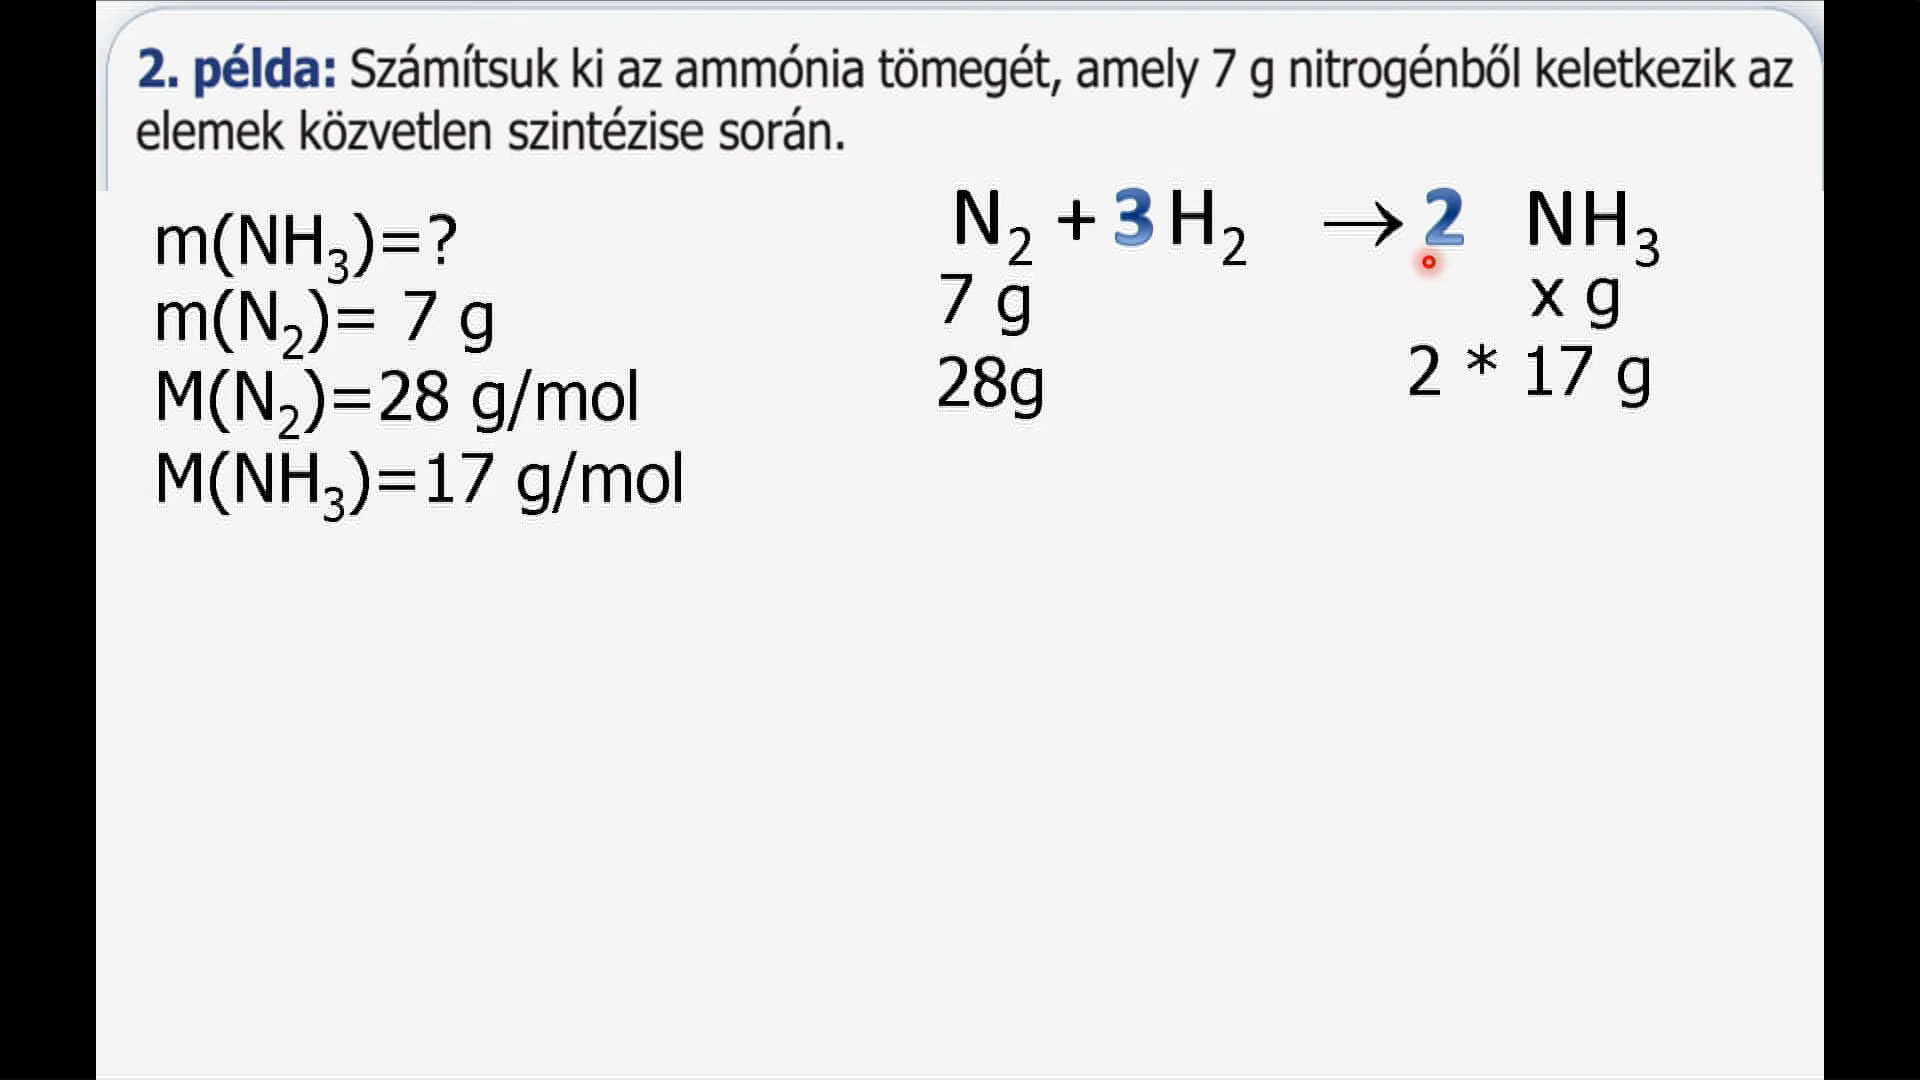 2. példa: Számítsuk ki az ammónia tömegét, amely 7 g nitrogénből keletkezik az
elemek közvetlen szintézise során.
m(NH₃)=?
m(N₂)= 7 g
M(N₂)=28 g/mol
M(NH₃)=17 g/mol
N₂ + 3 H₂ → 2 NH₃
7 g x g
28g 2 * 17 g